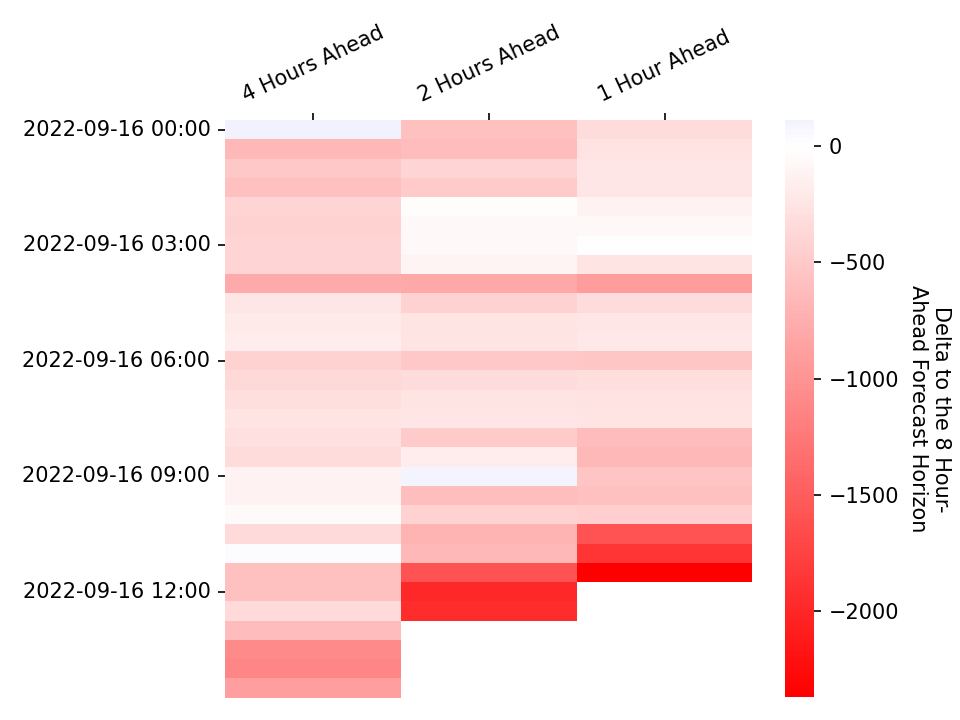 4 Hours Ahead
2 Hours Ahead
1 Hour Ahead
2022-09-16 00:00
2022-09-16 03:00
2022-09-16 06:00
2022-09-16 09:00
2022-09-16 12:00
0
−500
−1000
−1500
−2000
Delta to the 8 Hour-
Ahead Forecast Horizon